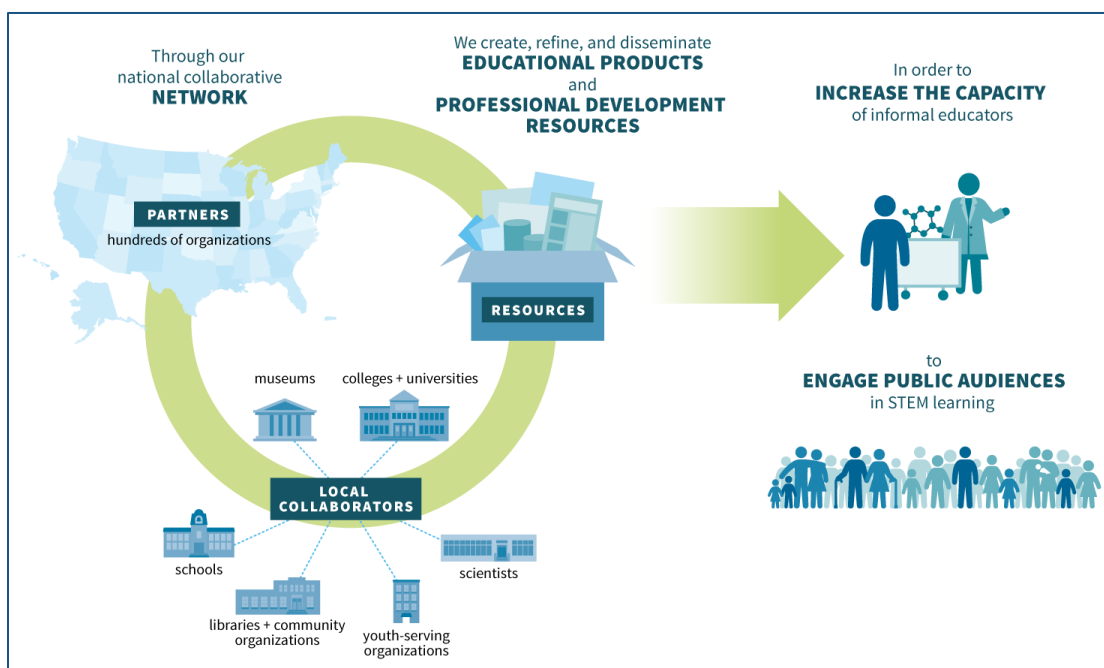 Through our
national collaborative
NETWORK
We create, refine, and disseminate
EDUCATIONAL PRODUCTS
and
PROFESSIONAL DEVELOPMENT
RESOURCES
In order to
INCREASE THE CAPACITY
of informal educators
PARTNERS
hundreds of organizations
RESOURCES
to
ENGAGE PUBLIC AUDIENCES
in STEM learning
museums
colleges + universities
LOCAL
COLLABORATORS
schools
scientists
libraries + community
organizations
youth-serving
organizations